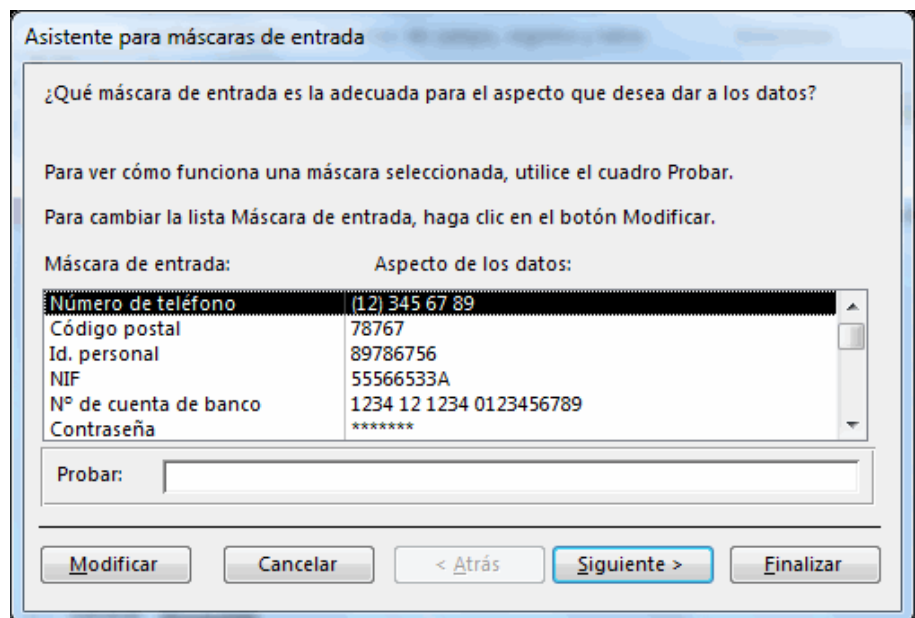 Asistente para máscaras de entrada
¿Qué máscara de entrada es la adecuada para el aspecto que desea dar a los datos?
Para ver cómo funciona una máscara seleccionada, utilice el cuadro Probar.
Para cambiar la lista Máscara de entrada, haga clic en el botón Modificar.
Máscara de entrada: Aspecto de los datos:
Número de teléfono (12) 345 67 89
Código postal 78767
Id. personal 89786756
NIF 55566533A
Nº de cuenta de banco 1234 12 1234 0123456789
Contraseña *******
Probar:
Modificar Cancelar < Atrás Siguiente > Finalizar